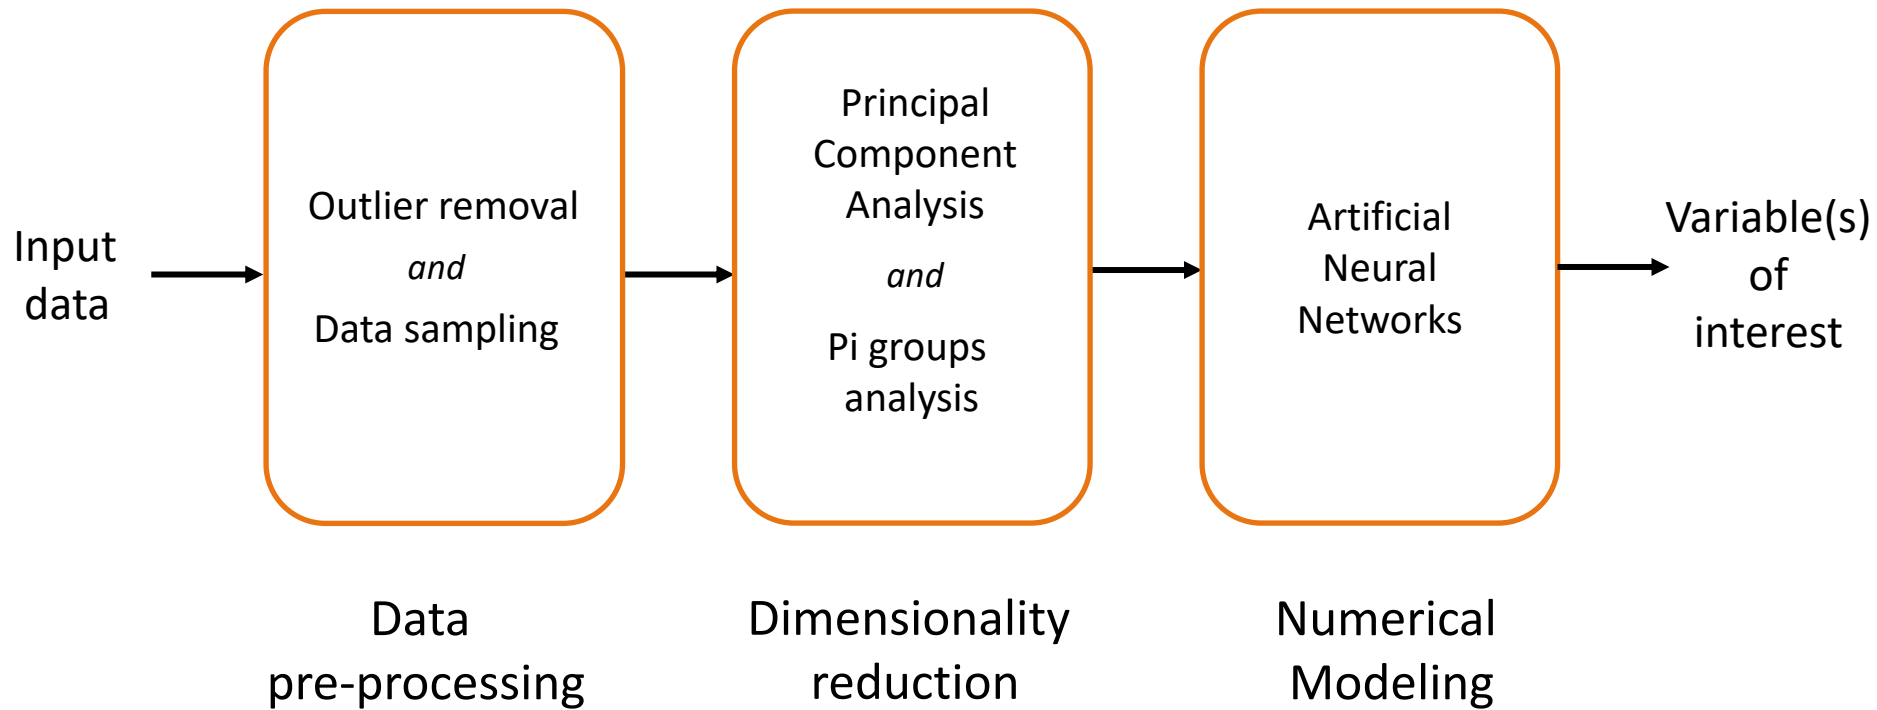 Input
data
Outlier removal
and
Data sampling
Principal
Component
Analysis
and
Pi groups
analysis
Artificial
Neural
Networks
Variable(s)
of
interest
Data
pre-processing
Dimensionality
reduction
Numerical
Modeling